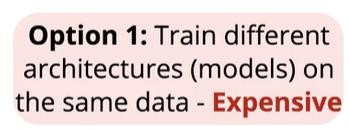 Option 1: Train different
architectures (models) on
the same data - Expensive